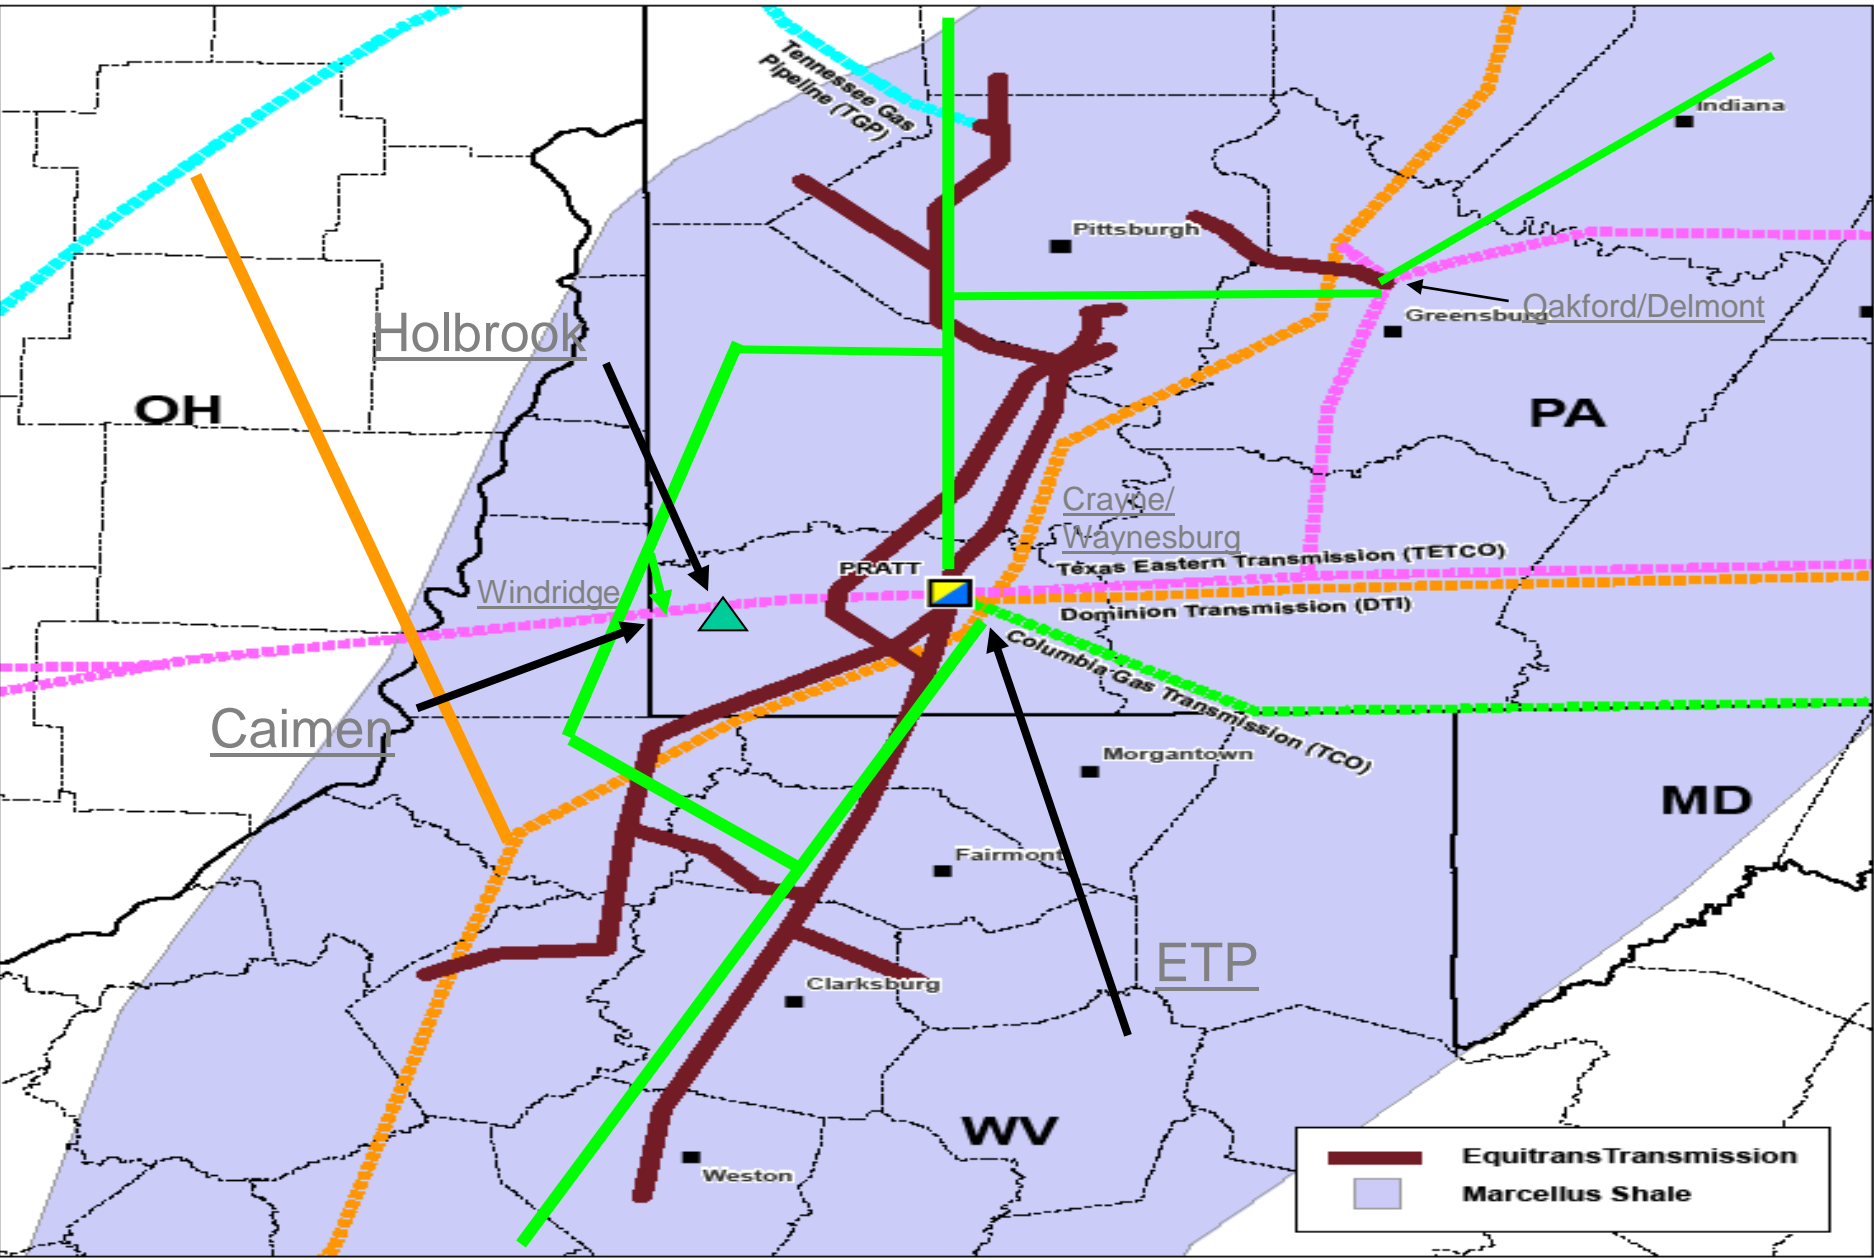 Tennessee Gas
Pipeline (TGP)
Indiana
Pittsburgh
Oakford/Delmont
Greensburg
Holbrook
OH
PA
Crayne/
Waynesburg
Texas Eastern Transmission (TETCO)
PRATT
Windridge
Dominion Transmission (DTI)
Columbia Gas Transmission (TCO)
Caimen
Morgantown
MD
Fairmont
ETP
Clarksburg
WV
Weston
EquitransTransmission
Marcellus Shale